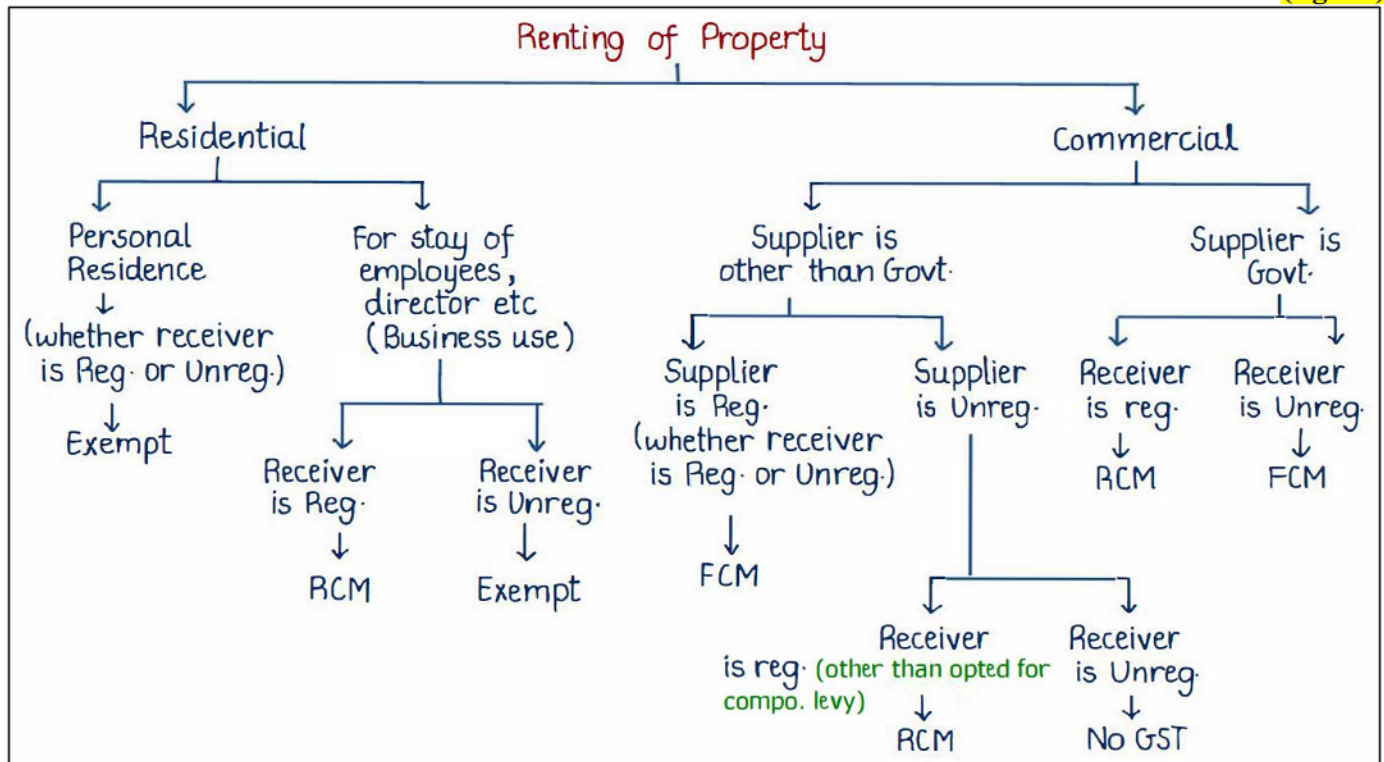 Renting of Property
Residential
Commercial
Personal
Residence
(whether receiver
is Reg. or Unreg.)
Exempt
For stay of
employees,
director etc
(Business use)
Receiver
is Reg.
RCM
Receiver
is Unreg.
Exempt
Supplier is
other than Govt.
Supplier
is Reg.
(whether receiver
is Reg. or Unreg.)
FCM
Supplier
is Unreg.
Receiver
is reg. (other than opted for
compo. levy)
RCM
Receiver
is Unreg.
No GST
Supplier is
Govt.
Receiver
is reg.
RCM
Receiver
is Unreg.
FCM